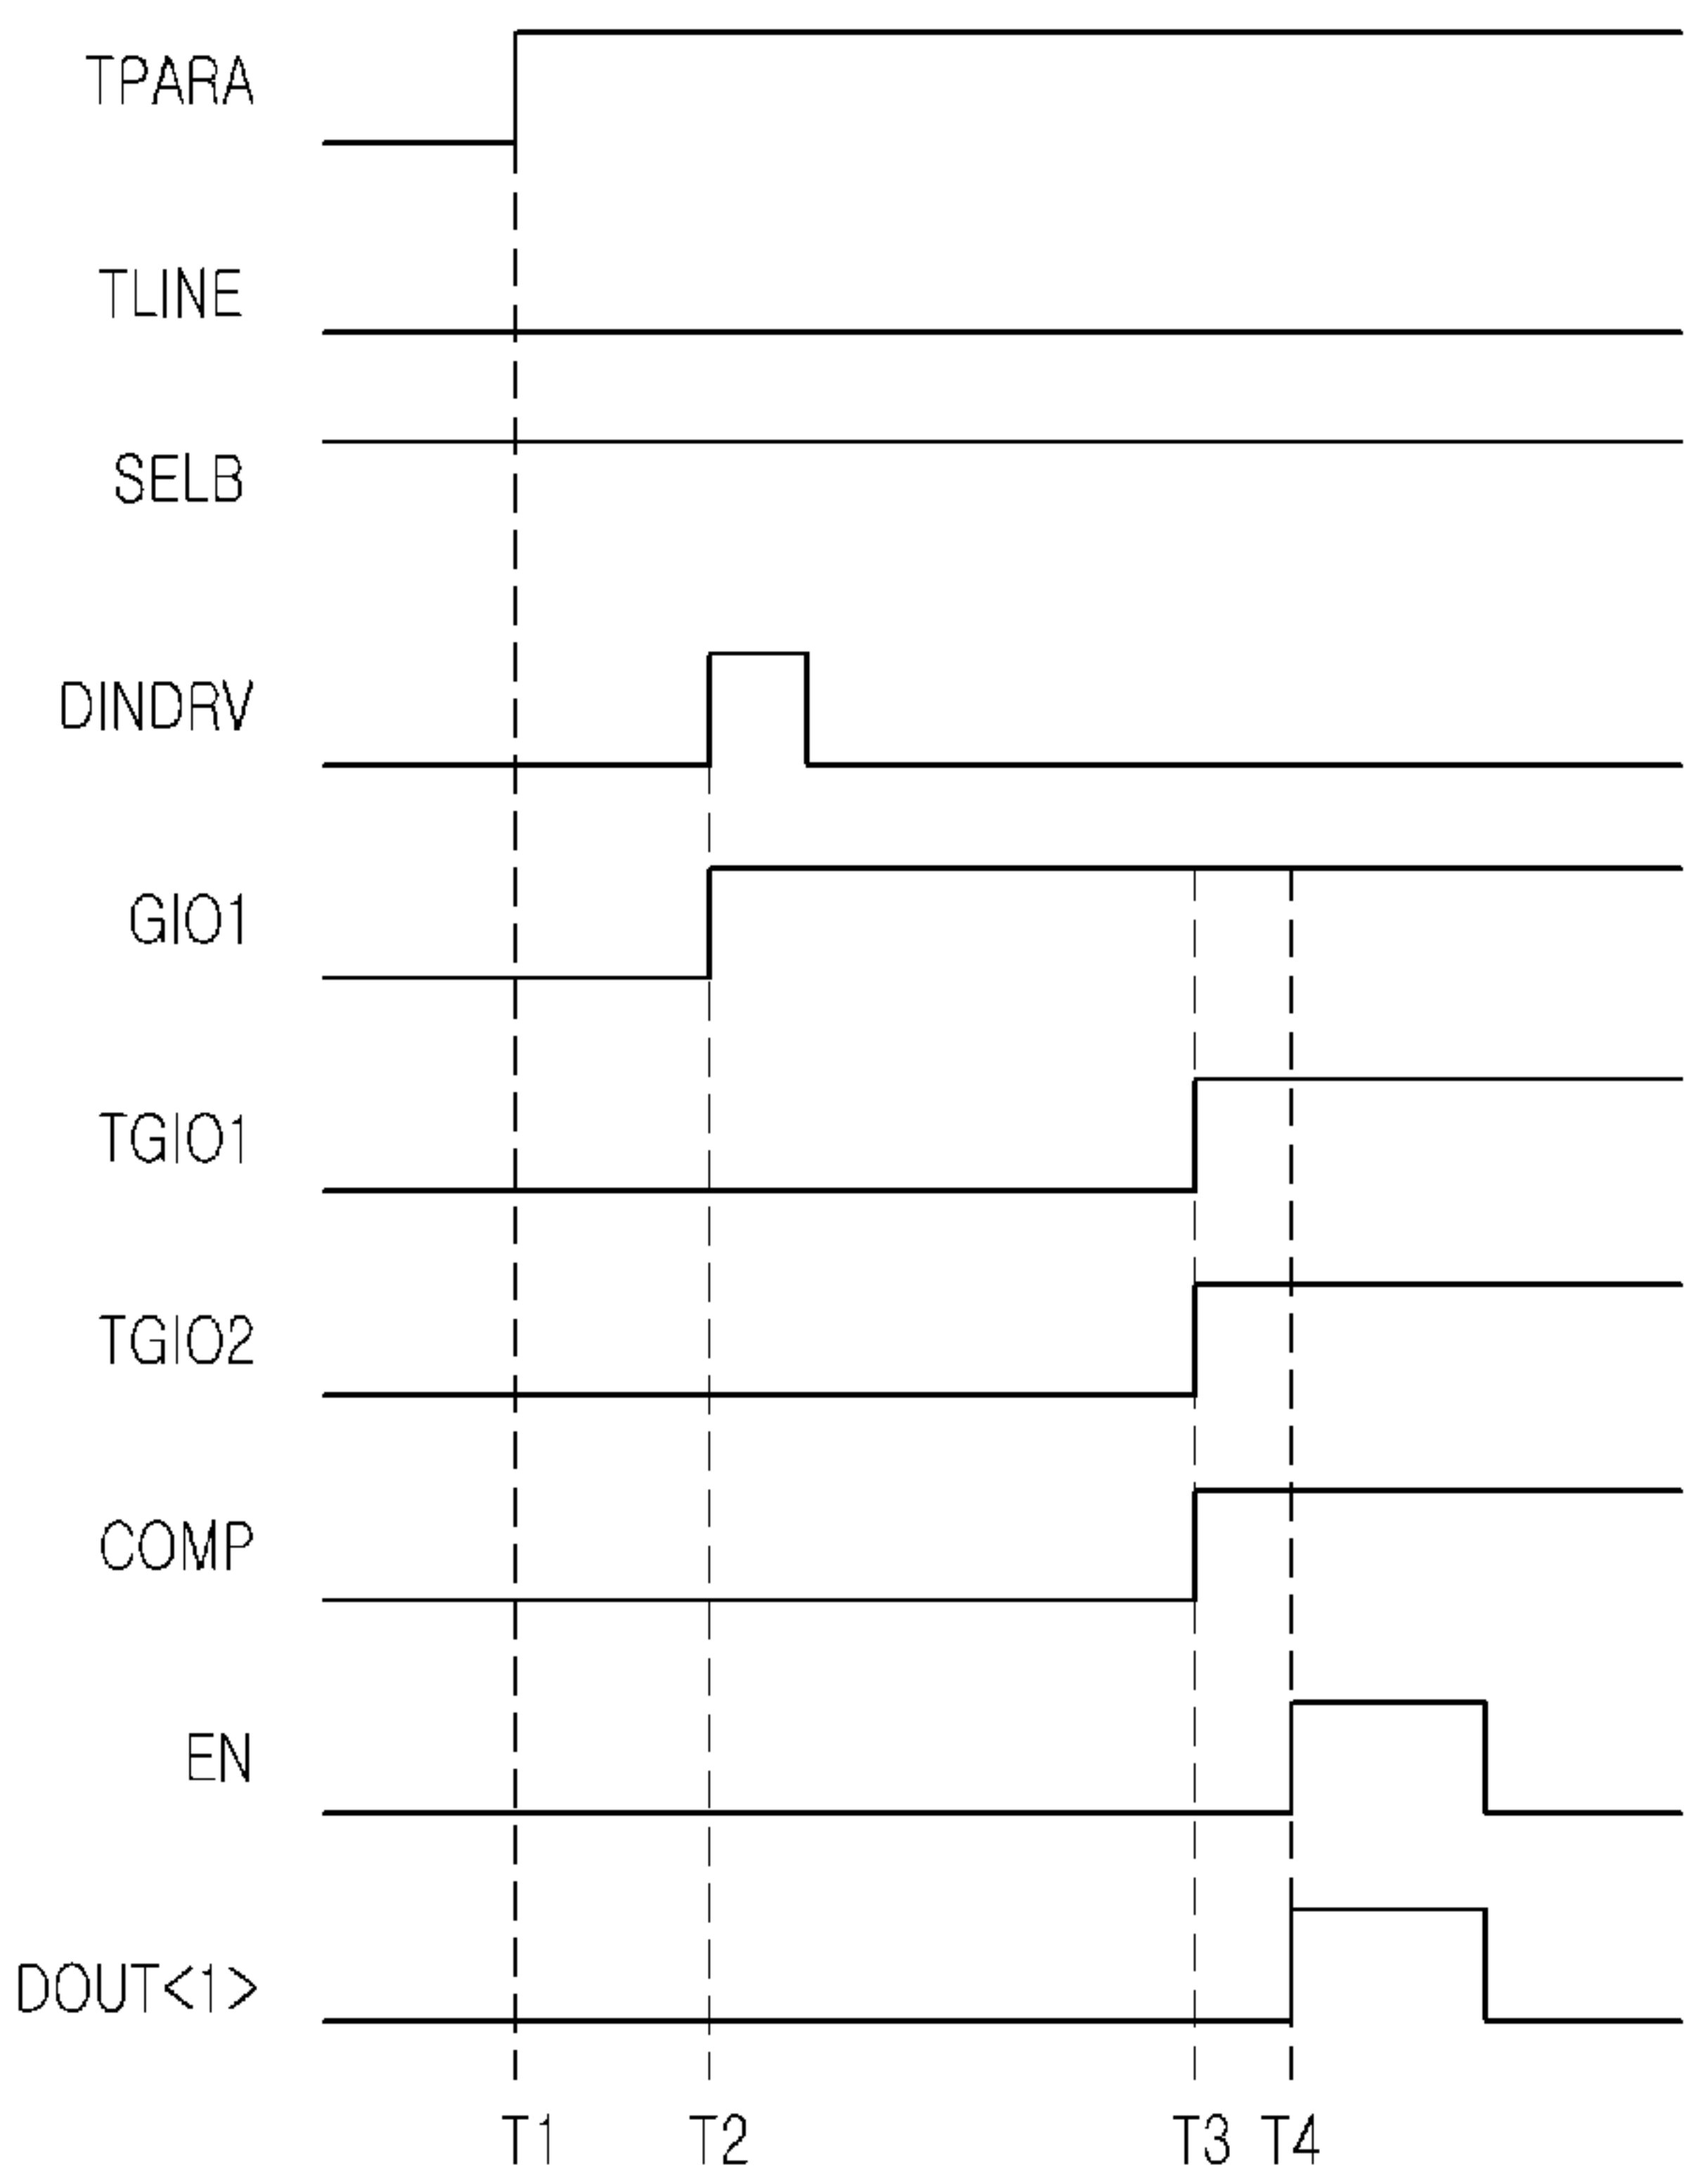 TPARA
TLINE
SELB
DINDRV
GIO1
TGIO1
TGIO2
COMP
EN
DOUT<1>
T1 T2 T3 T4